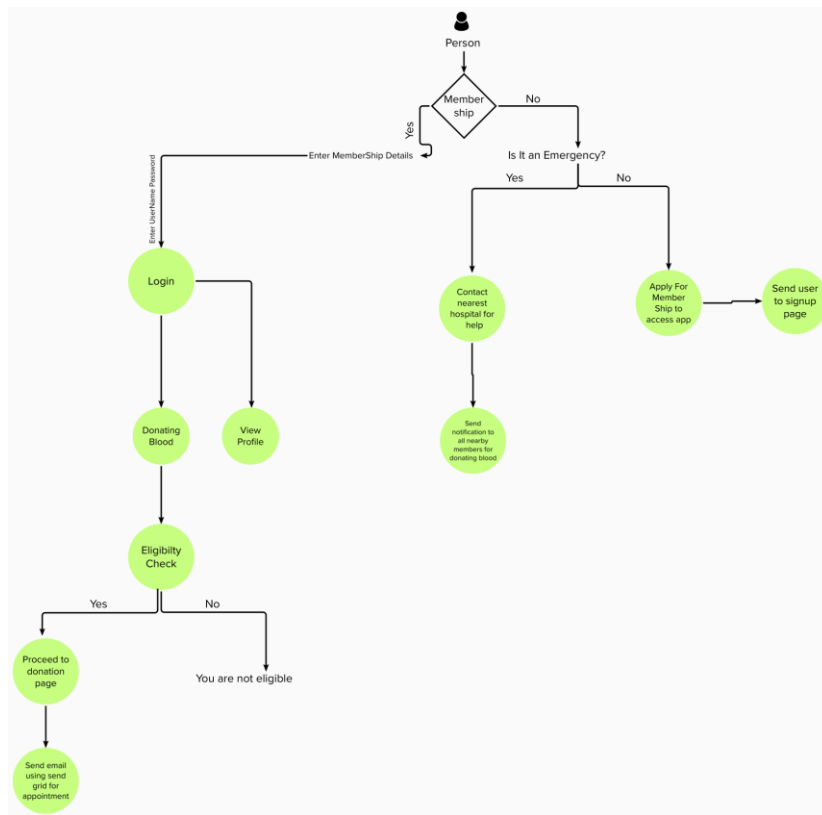 Person
Member
ship
No
Yes
Enter MemberShip Details
Is It an Emergency?
Enter UserName Password
Yes
No
Login
Contact
nearest
hospital for
help
Apply For
Member
Ship to
access app
Send user
to signup
page
Donating
Blood
View
Profile
Send
notification to
all nearby
members for
donating blood
Eligibilty
Check
Yes
No
Proceed to
donation
page
You are not eligible
Send email
using send
grid for
appointment